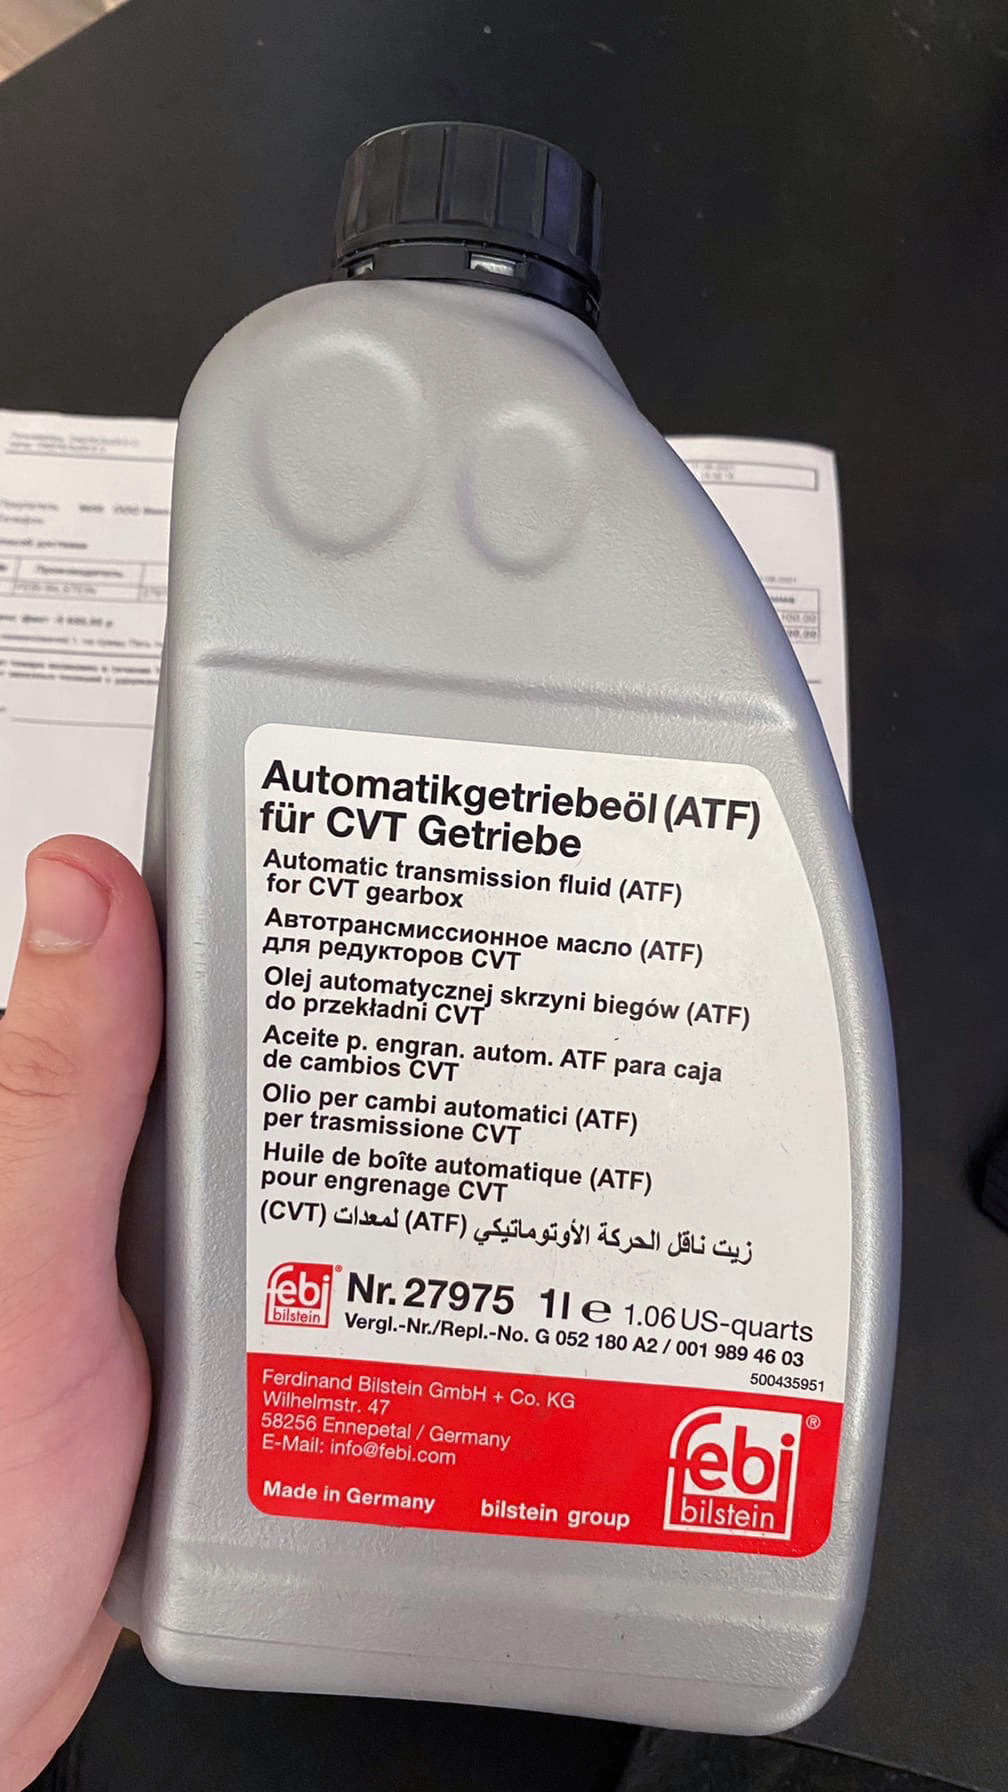 Automatikgetriebeöl (ATF)
für CVT Getriebe
Automatic transmission fluid (ATF)
for CVT gearbox
Автотрансмиссионное масло (ATF)
для редукторов CVT
Olej automatycznej skrzyni biegów (ATF)
do przekładni CVT
Aceite p. engran. autom. ATF para caja
de cambios CVT
Olio per cambi automatici (ATF)
per trasmissione CVT
Huile de boîte automatique (ATF)
pour engrenage CVT
زيت ناقل الحركة الأوتوماتيكي (ATF) لمعدات (CVT)
febi® bilstein Nr. 27975 1l e 1.06 US-quarts
Vergl.-Nr./Repl.-No. G 052 180 A2 / 001 989 46 03
500435951
Ferdinand Bilstein GmbH + Co. KG
Wilhelmstr. 47
58256 Ennepetal / Germany
E-Mail: info@febi.com
Made in Germany bilstein group
febi®
bilstein